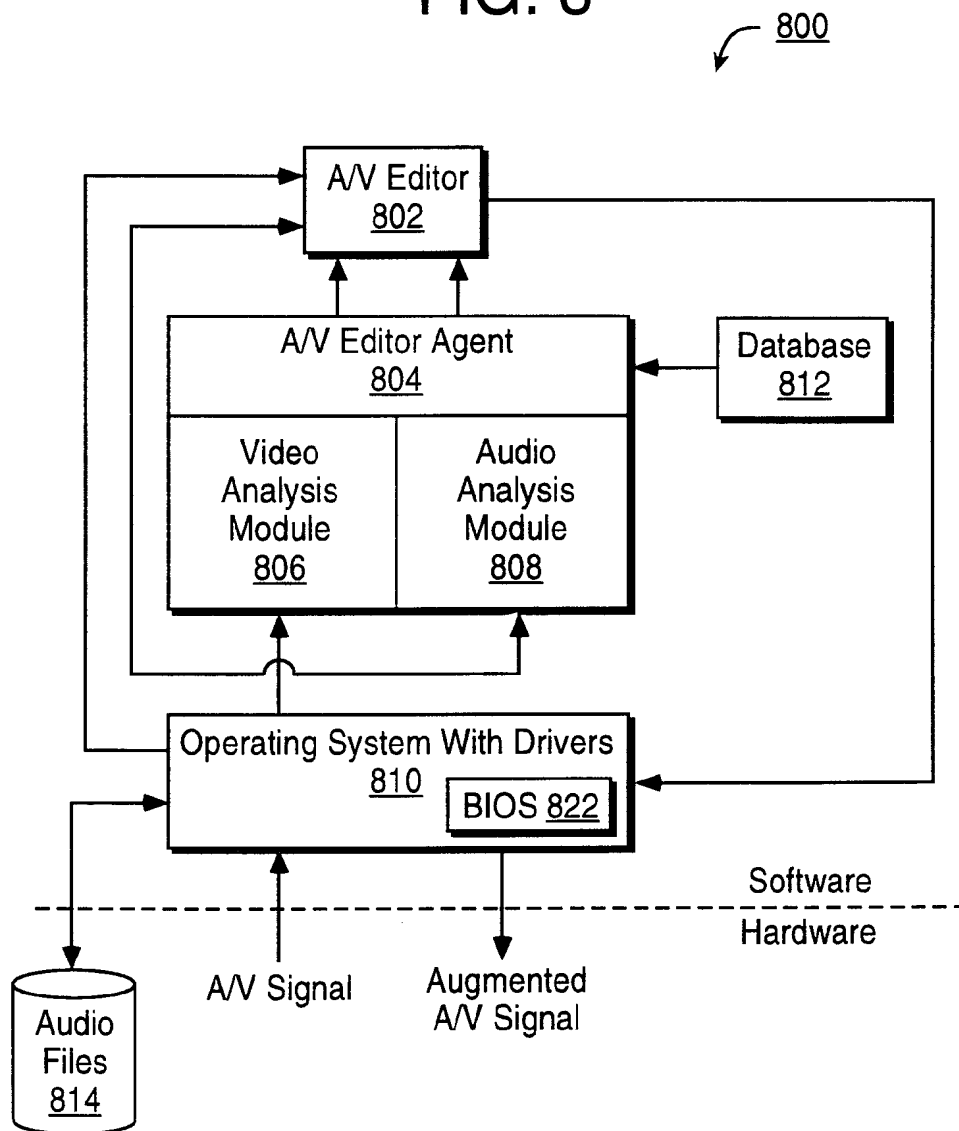 800
A/V Editor
802
A/V Editor Agent
804
Database
812
Video
Analysis
Module
806
Audio
Analysis
Module
808
Operating System With Drivers
810
BIOS 822
Software
Hardware
A/V Signal
Augmented
A/V Signal
Audio
Files
814